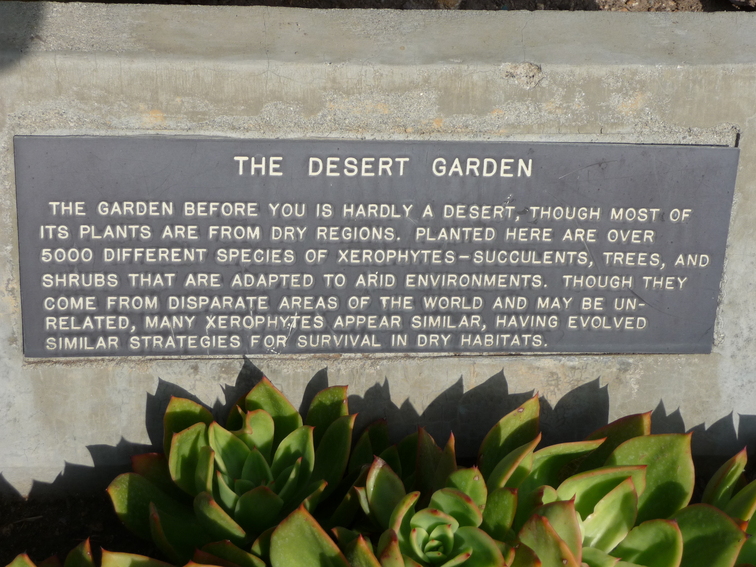 THE DESERT GARDEN
THE GARDEN BEFORE YOU IS HARDLY A DESERT, THOUGH MOST OF
ITS PLANTS ARE FROM DRY REGIONS. PLANTED HERE ARE OVER
5000 DIFFERENT SPECIES OF XEROPHYTES–SUCCULENTS, TREES, AND
SHRUBS THAT ARE ADAPTED TO ARID ENVIRONMENTS. THOUGH THEY
COME FROM DISPARATE AREAS OF THE WORLD AND MAY BE UN-
RELATED, MANY XEROPHYTES APPEAR SIMILAR, HAVING EVOLVED
SIMILAR STRATEGIES FOR SURVIVAL IN DRY HABITATS.